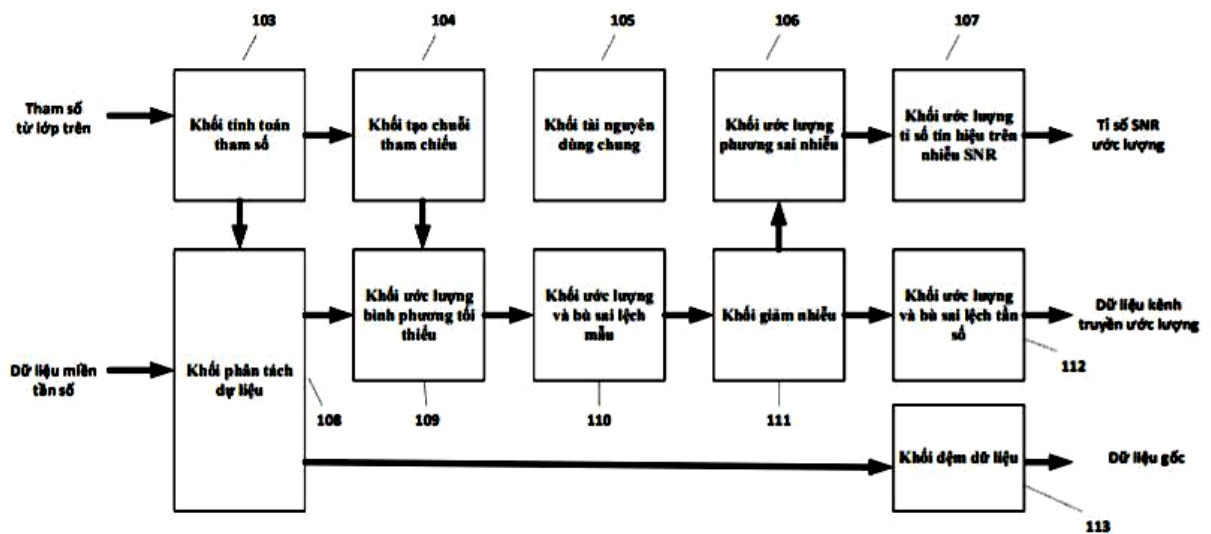 103
104
105
106
107
Tham số
từ lớp trên
Khối tính toán
tham số
Khối tạo chuỗi
tham chiếu
Khối tài nguyên
dùng chung
Khối ước lượng
phương sai nhiễu
Khối ước lượng
tỉ số tín hiệu trên
nhiễu SNR
Tỉ số SNR
ước lượng
Dữ liệu miền
tần số
Khối phân tách
dự liệu
108
Khối ước lượng
bình phương tối
thiểu
109
Khối ước lượng
và bù sai lệch
mẫu
110
Khối giảm nhiễu
111
Khối ước lượng
và bù sai lệch tần
số
112
Dữ liệu kênh
truyền ước lượng
Khối đệm dữ liệu
113
Dữ liệu gốc